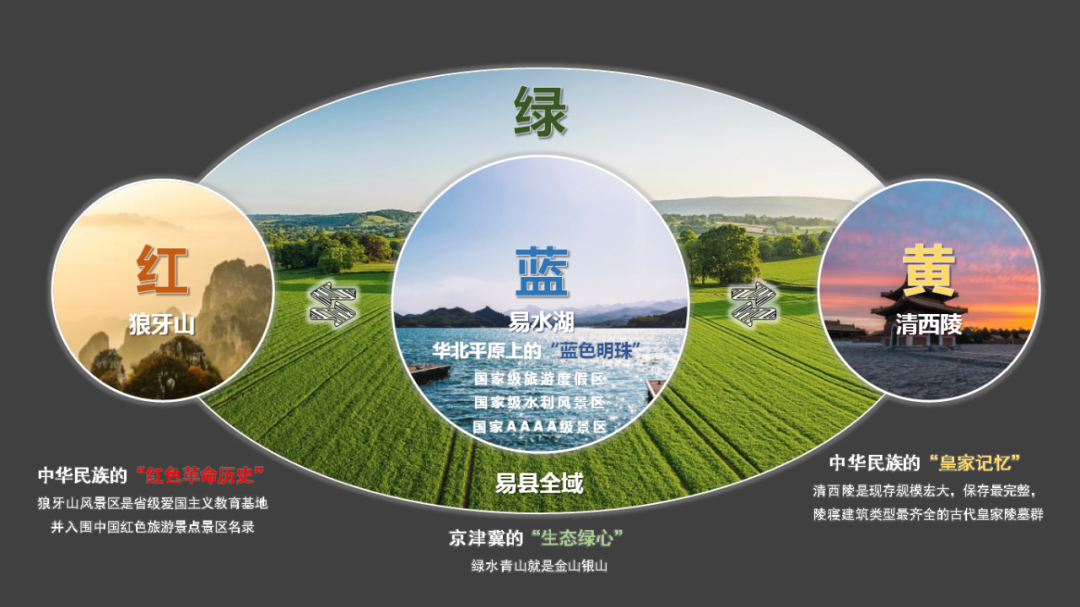 绿
红
狼牙山
蓝
易水湖
华北平原上的“蓝色明珠”
国家级旅游度假区
国家级水利风景区
国家AAAA级景区
黄
清西陵
易县全域
中华民族的“红色革命历史”
狼牙山风景区是省级爱国主义教育基地
并入围中国红色旅游景点景区名录
京津冀的“生态绿心”
绿水青山就是金山银山
中华民族的“皇家记忆”
清西陵是现存规模宏大，保存最完整，
陵寝建筑类型最齐全的古代皇家陵墓群